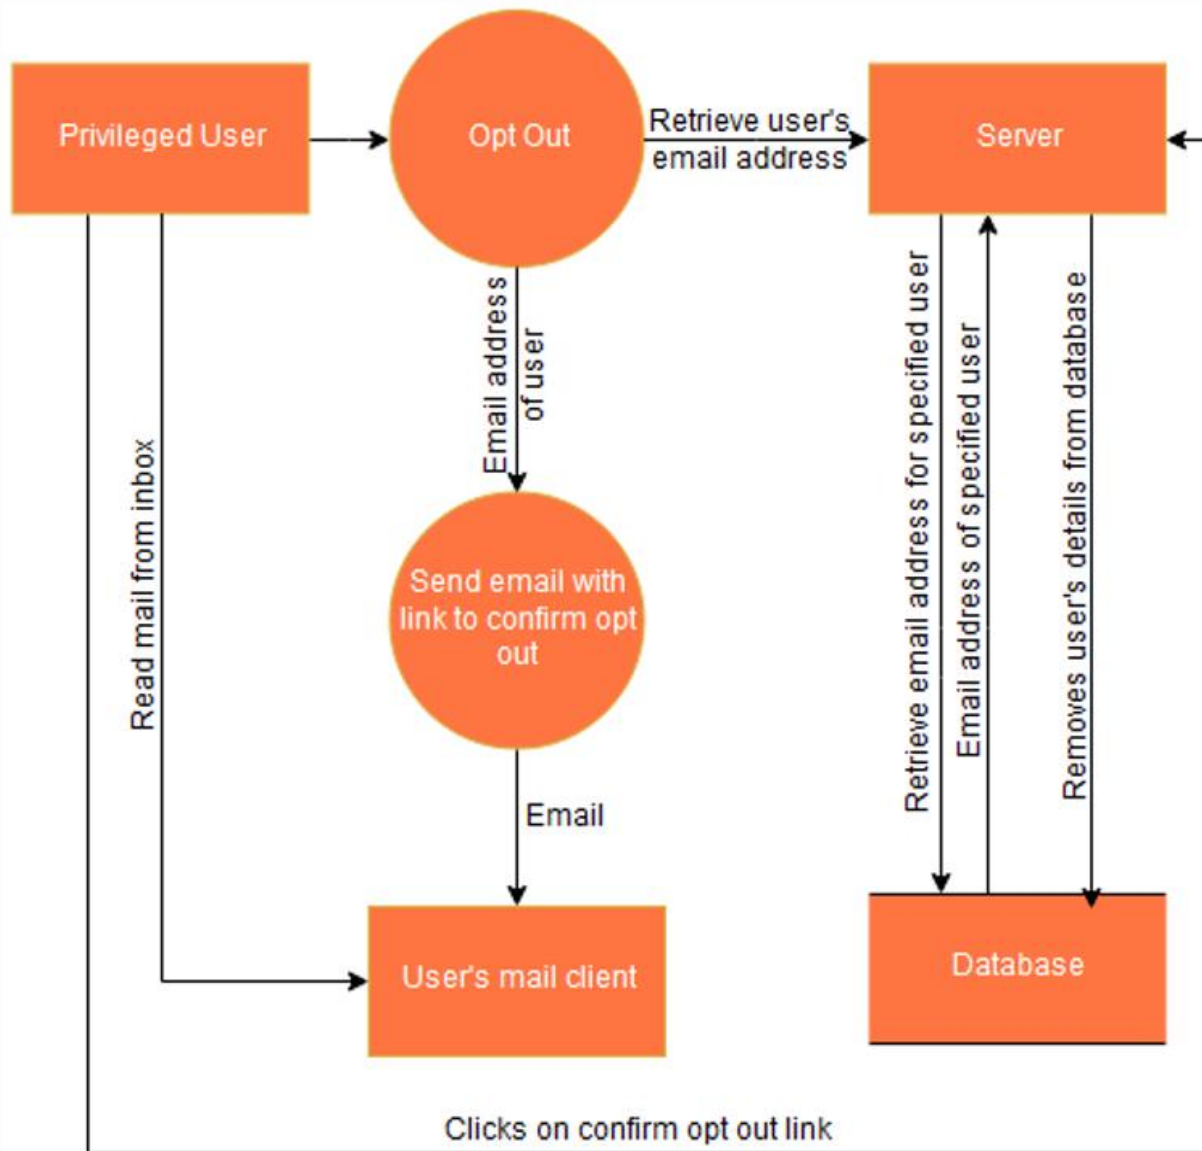 Privileged User
Opt Out
Retrieve user's
email address
Server
Email address
of user
Read mail from inbox
Retrieve email address for specified user
Email address of specified user
Removes user's details from database
Send email with
link to confirm opt
out
Email
User's mail client
Database
Clicks on confirm opt out link